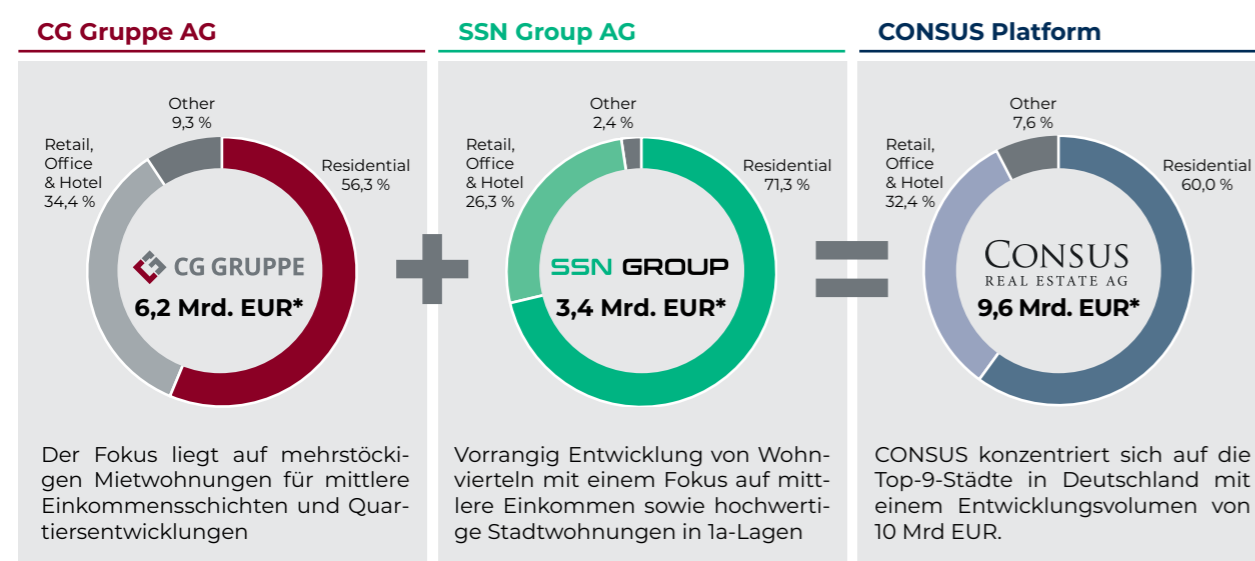 CG Gruppe AG
Other
9,3 %
Retail,
Office
& Hotel
34,4 %
Residential
56,3 %
CG GRUPPE
6,2 Mrd. EUR*
Der Fokus liegt auf mehrstöcki-
gen Mietwohnungen für mittlere
Einkommensschichten und Quar-
tiersentwicklungen
+
SSN Group AG
Other
2,4 %
Retail,
Office
& Hotel
26,3 %
Residential
71,3 %
SSN GROUP
3,4 Mrd. EUR*
Vorrangig Entwicklung von Wohn-
vierteln mit einem Fokus auf mitt-
lere Einkommen sowie hochwerti-
ge Stadtwohnungen in 1a-Lagen
=
CONSUS Platform
Other
7,6 %
Retail,
Office
& Hotel
32,4 %
Residential
60,0 %
CONSUS
REAL ESTATE AG
9,6 Mrd. EUR*
CONSUS konzentriert sich auf die
Top-9-Städte in Deutschland mit
einem Entwicklungsvolumen von
10 Mrd EUR.